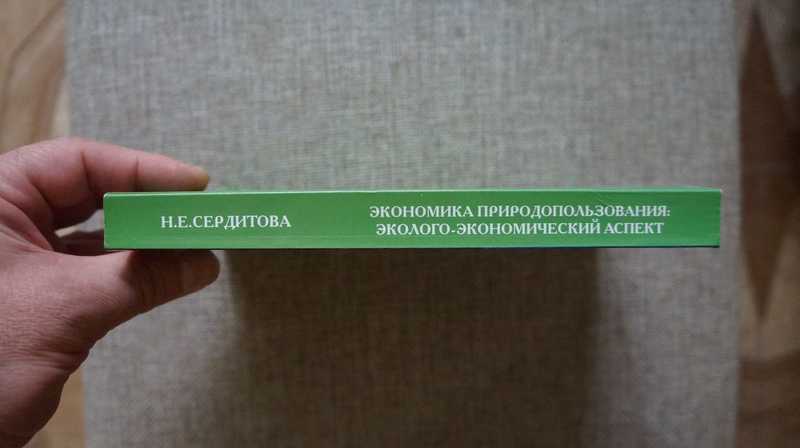 Н.Е.СЕРДИТОВА
ЭКОНОМИКА ПРИРОДОПОЛЬЗОВАНИЯ:
ЭКОЛОГО-ЭКОНОМИЧЕСКИЙ АСПЕКТ